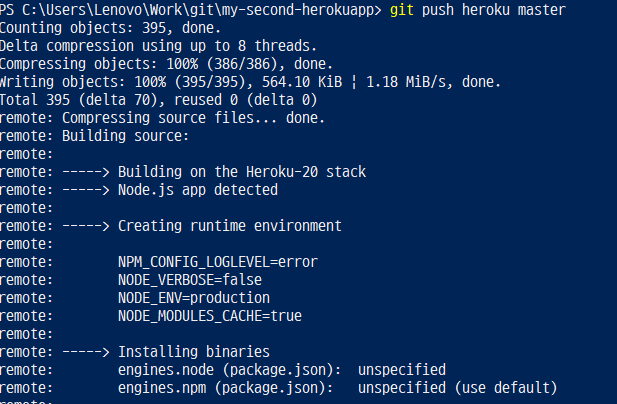 PS C:\Users\Lenovo\Work\git\my-second-herokuapp> git push heroku master
Counting objects: 395, done.
Delta compression using up to 8 threads.
Compressing objects: 100% (386/386), done.
Writing objects: 100% (395/395), 564.10 KiB ¦ 1.18 MiB/s, done.
Total 395 (delta 70), reused 0 (delta 0)
remote: Compressing source files... done.
remote: Building source:
remote:
remote: -----> Building on the Heroku-20 stack
remote: -----> Node.js app detected
remote:
remote: -----> Creating runtime environment
remote:
remote:        NPM_CONFIG_LOGLEVEL=error
remote:        NODE_VERBOSE=false
remote:        NODE_ENV=production
remote:        NODE_MODULES_CACHE=true
remote:
remote: -----> Installing binaries
remote:        engines.node (package.json):  unspecified
remote:        engines.npm (package.json):   unspecified (use default)
remote: